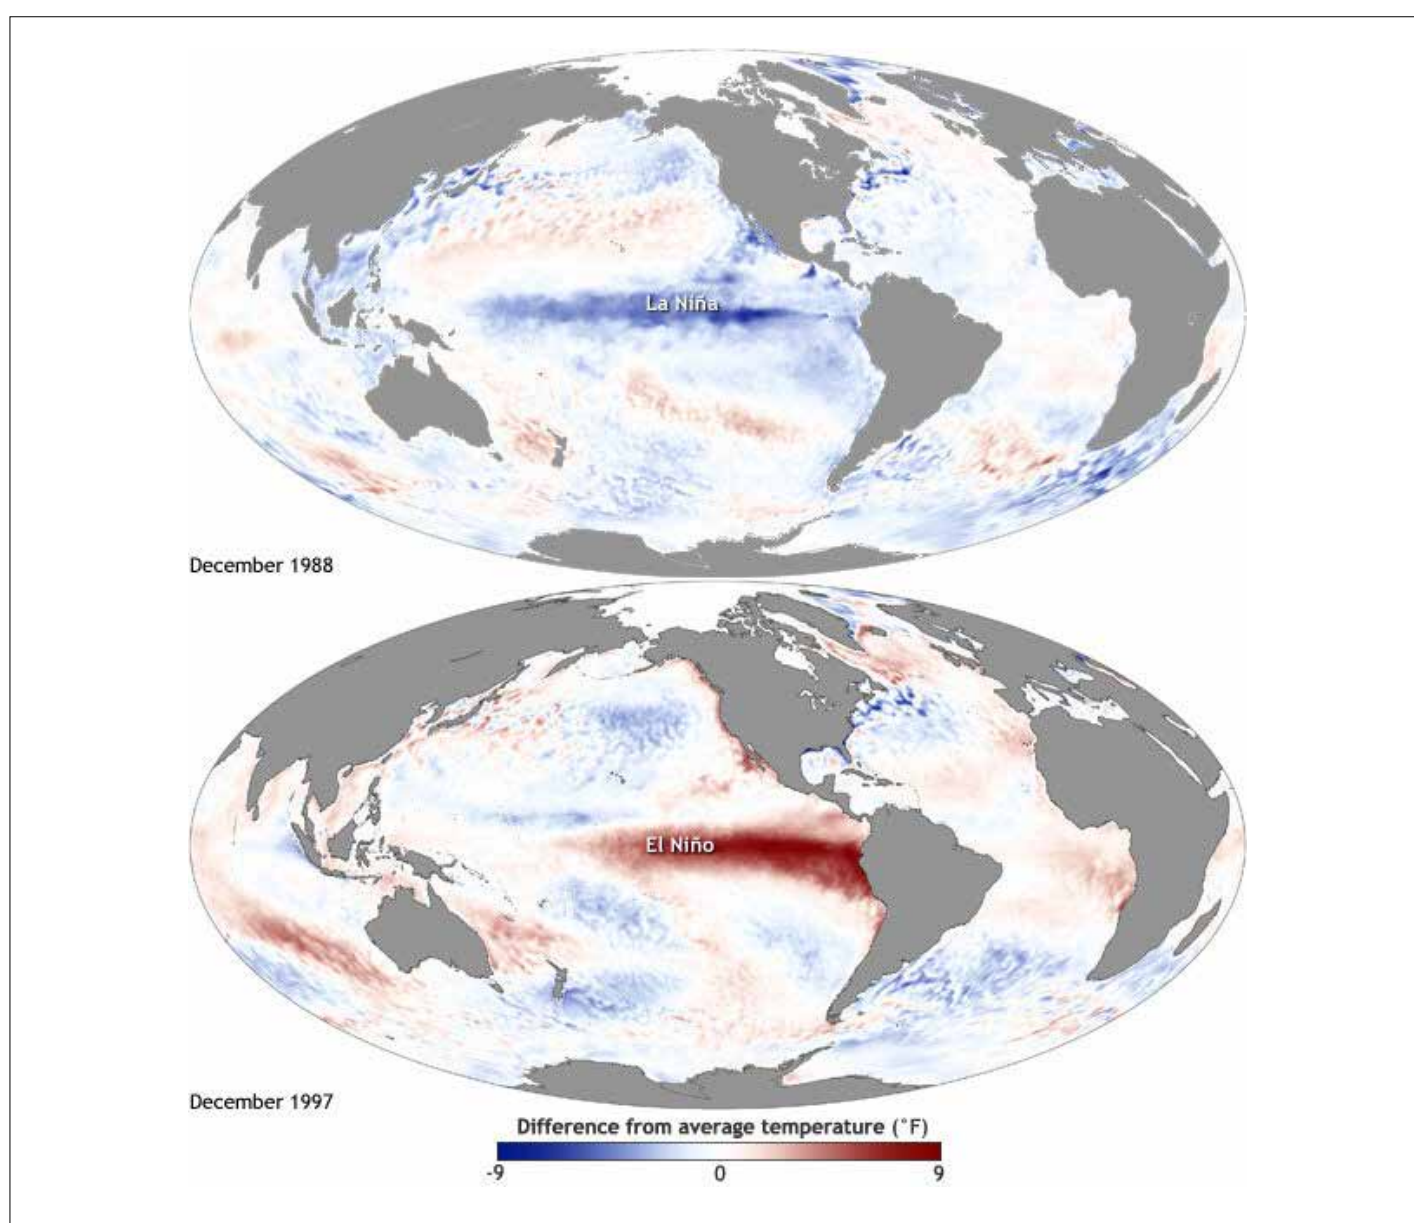 La Niña
December 1988
El Niño
December 1997
Difference from average temperature (°F)
-9 0 9